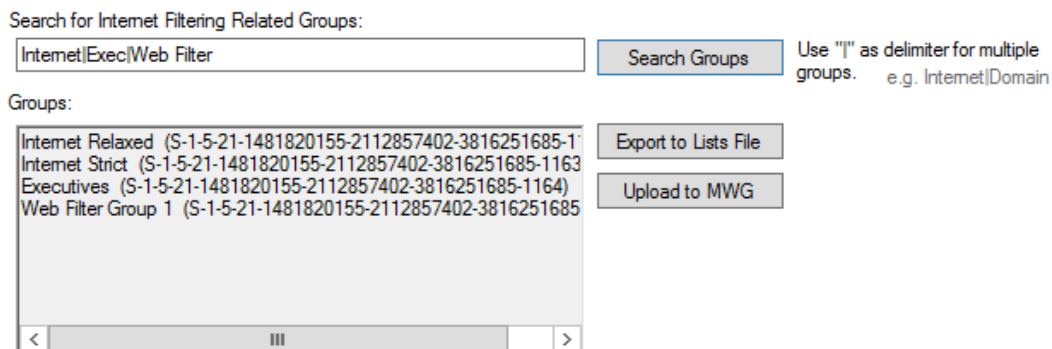 Search for Internet Filtering Related Groups:
Internet|Exec|Web Filter
Search Groups
Use "|" as delimiter for multiple
groups. e.g. Internet|Domain
Groups:
Internet Relaxed (S-1-5-21-1481820155-2112857402-3816251685-1
Internet Strict (S-1-5-21-1481820155-2112857402-3816251685-1163
Executives (S-1-5-21-1481820155-2112857402-3816251685-1164)
Web Filter Group 1 (S-1-5-21-1481820155-2112857402-3816251685
Export to Lists File
Upload to MWG